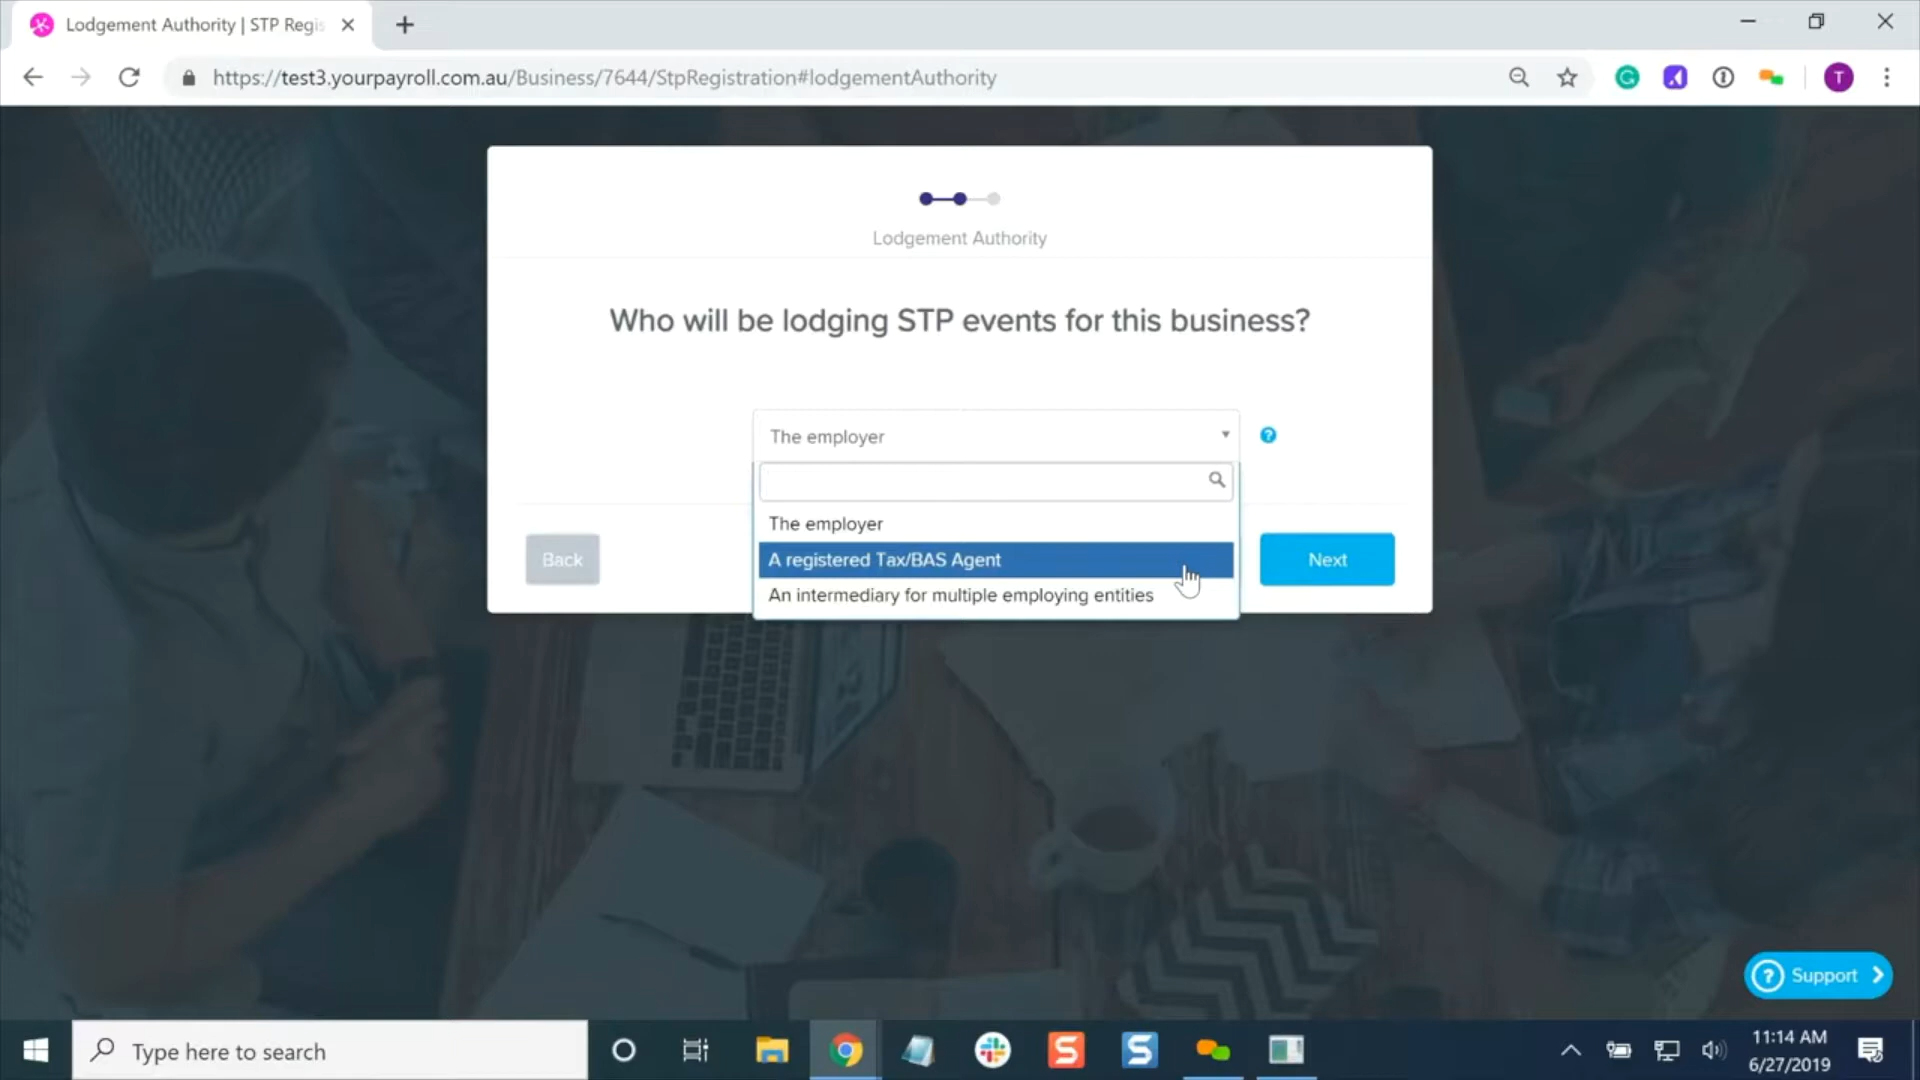 Lodgement Authority | STP Regis
https://test3.yourpayroll.com.au/Business/7644/StpRegistration#lodgementAuthority
T
Lodgement Authority
Who will be lodging STP events for this business?
The employer
The employer
A registered Tax/BAS Agent
An intermediary for multiple employing entities
Back
Next
Support
Type here to search
11:14 AM
6/27/2019